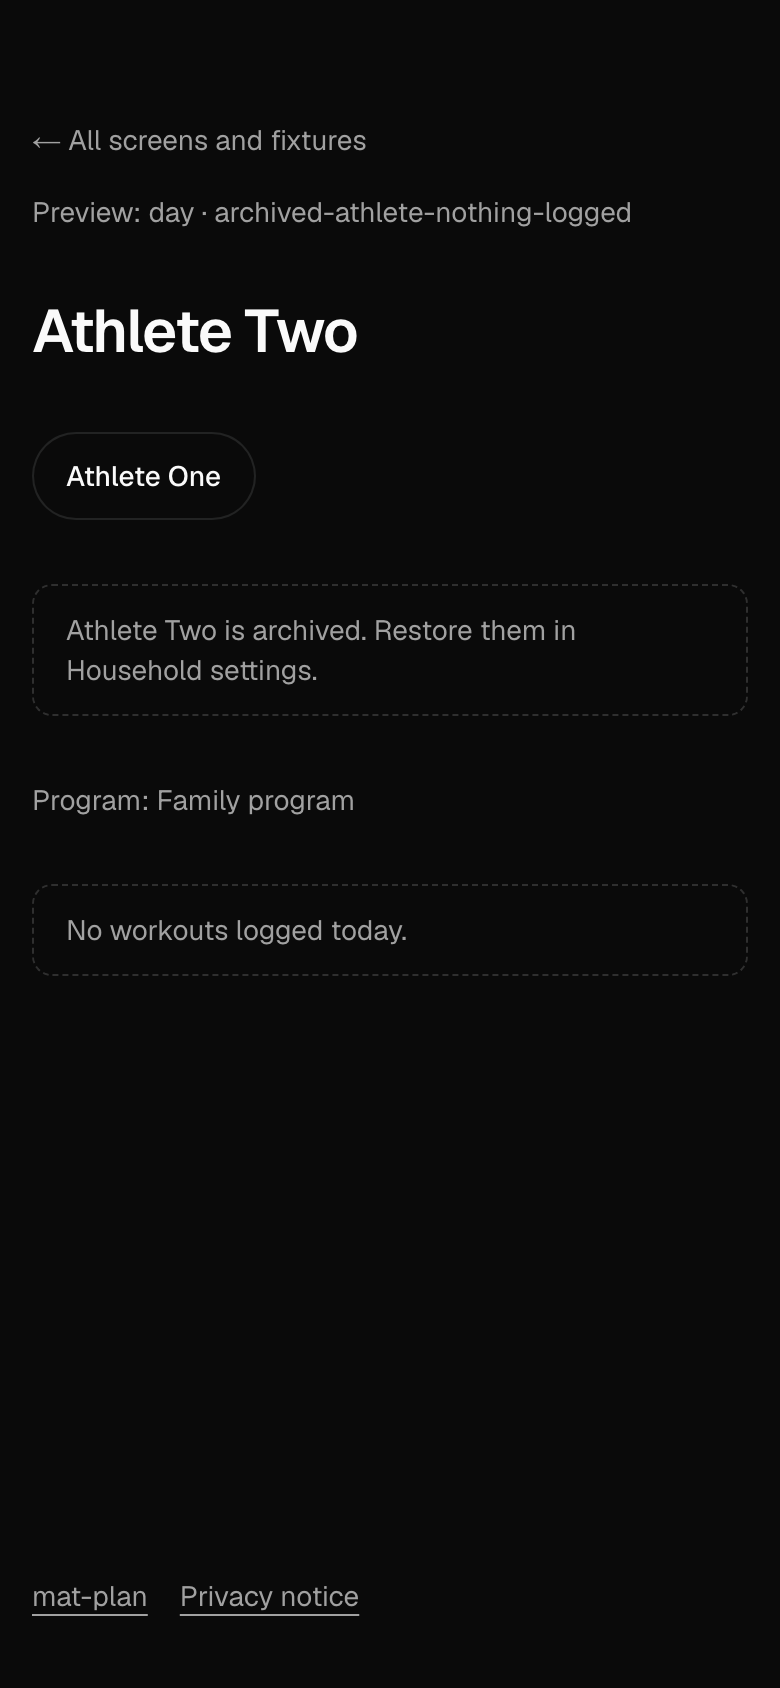 ← All screens and fixtures
Preview: day · archived-athlete-nothing-logged
Athlete Two
Athlete One
Athlete Two is archived. Restore them in
Household settings.
Program: Family program
No workouts logged today.
mat-plan Privacy notice